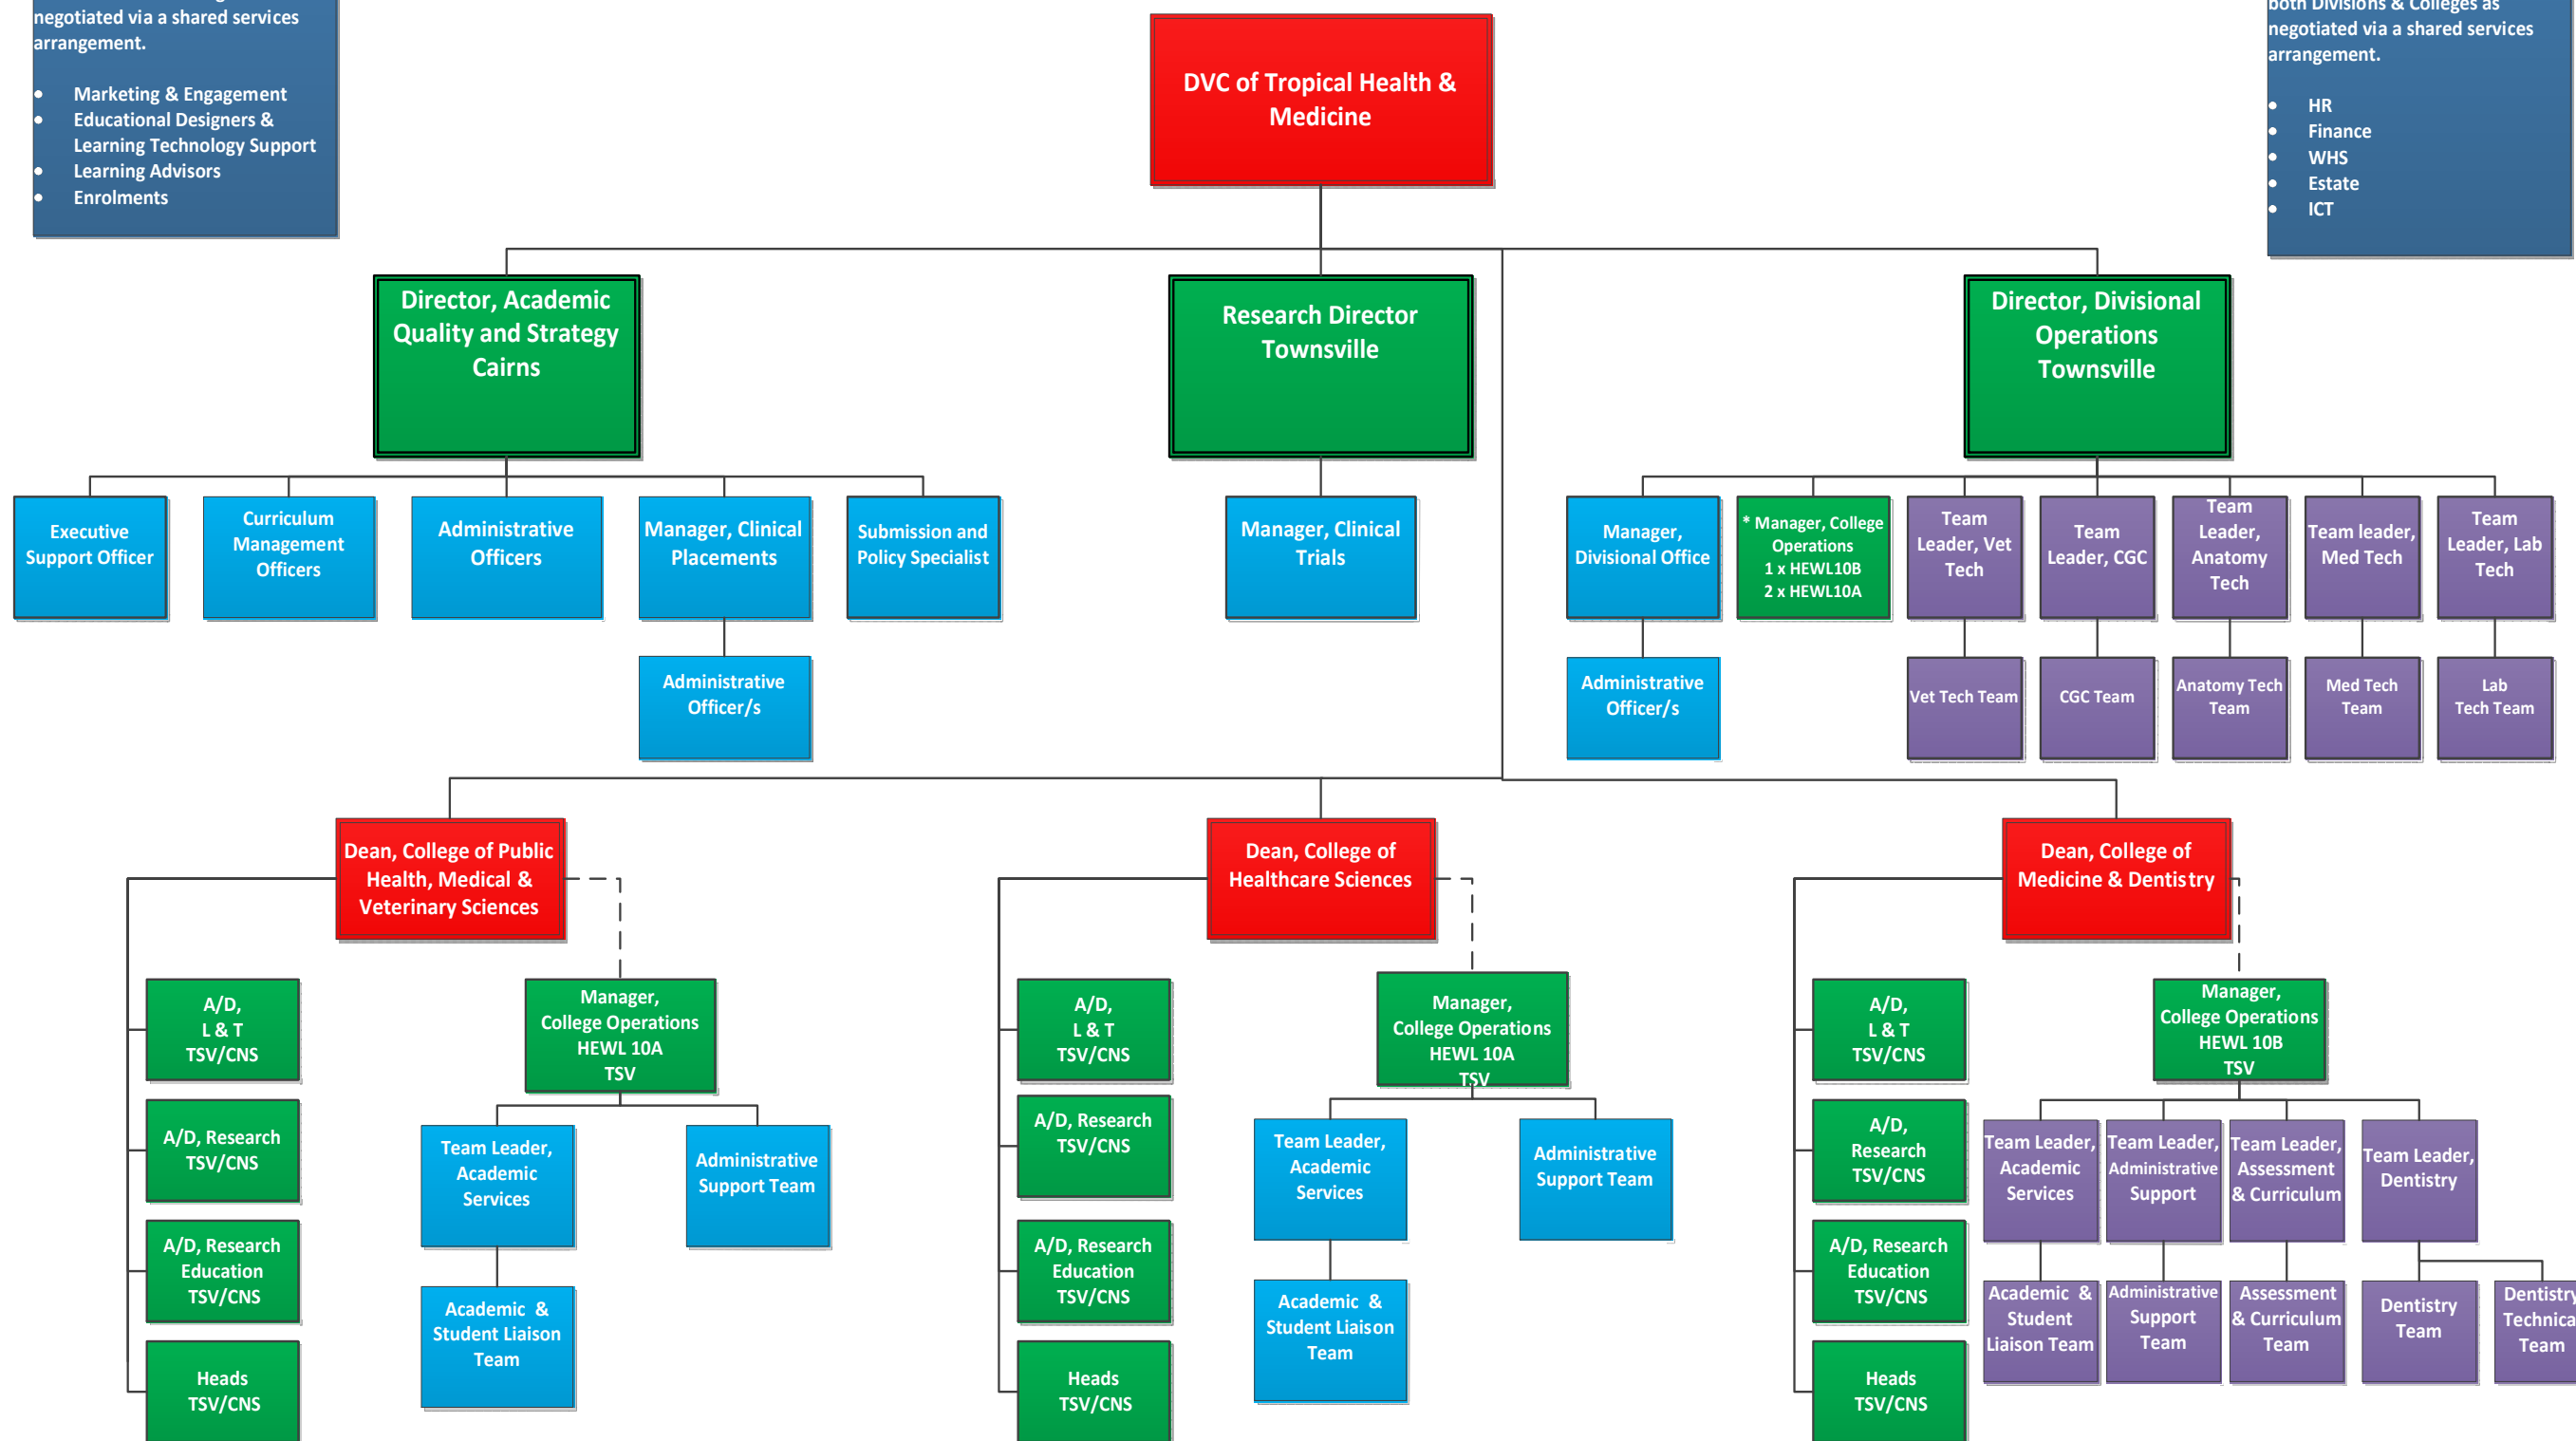 negotiated via a shared services
arrangement.
• Marketing & Engagement
• Educational Designers &
Learning Technology Support
• Learning Advisors
• Enrolments
DVC of Tropical Health &
Medicine
both Divisions & Colleges as
negotiated via a shared services
arrangement.
• HR
• Finance
• WHS
• Estate
• ICT
Director, Academic
Quality and Strategy
Cairns
Research Director
Townsville
Director, Divisional
Operations
Townsville
Executive
Support Officer
Curriculum
Management
Officers
Administrative
Officers
Manager, Clinical
Placements
Submission and
Policy Specialist
Manager, Clinical
Trials
Manager,
Divisional Office
* Manager, College
Operations
1 x HEWL10B
2 x HEWL10A
Team
Leader, Vet
Tech
Team
Leader, CGC
Team
Leader,
Anatomy
Tech
Team leader,
Med Tech
Team
Leader, Lab
Tech
Administrative
Officer/s
Administrative
Officer/s
Vet Tech Team
CGC Team
Anatomy Tech
Team
Med Tech
Team
Lab
Tech Team
Dean, College of Public
Health, Medical &
Veterinary Sciences
Dean, College of
Healthcare Sciences
Dean, College of
Medicine & Dentistry
A/D,
L & T
TSV/CNS
A/D, Research
TSV/CNS
A/D, Research
Education
TSV/CNS
Heads
TSV/CNS
Manager,
College Operations
HEWL 10A
TSV
Team Leader,
Academic
Services
Administrative
Support Team
Academic &
Student Liaison
Team
A/D,
L & T
TSV/CNS
A/D, Research
TSV/CNS
A/D, Research
Education
TSV/CNS
Heads
TSV/CNS
Manager,
College Operations
HEWL 10A
TSV
Team Leader,
Academic
Services
Administrative
Support Team
Academic &
Student Liaison
Team
A/D,
L & T
TSV/CNS
A/D,
Research
TSV/CNS
A/D, Research
Education
TSV/CNS
Heads
TSV/CNS
Manager,
College Operations
HEWL 10B
TSV
Team Leader,
Academic
Services
Team Leader,
Administrative
Support
Team Leader,
Assessment
& Curriculum
Team Leader,
Dentistry
Academic &
Student
Liaison Team
Administrative
Support
Team
Assessment
& Curriculum
Team
Dentistry
Team
Dentistry
Technica
Team